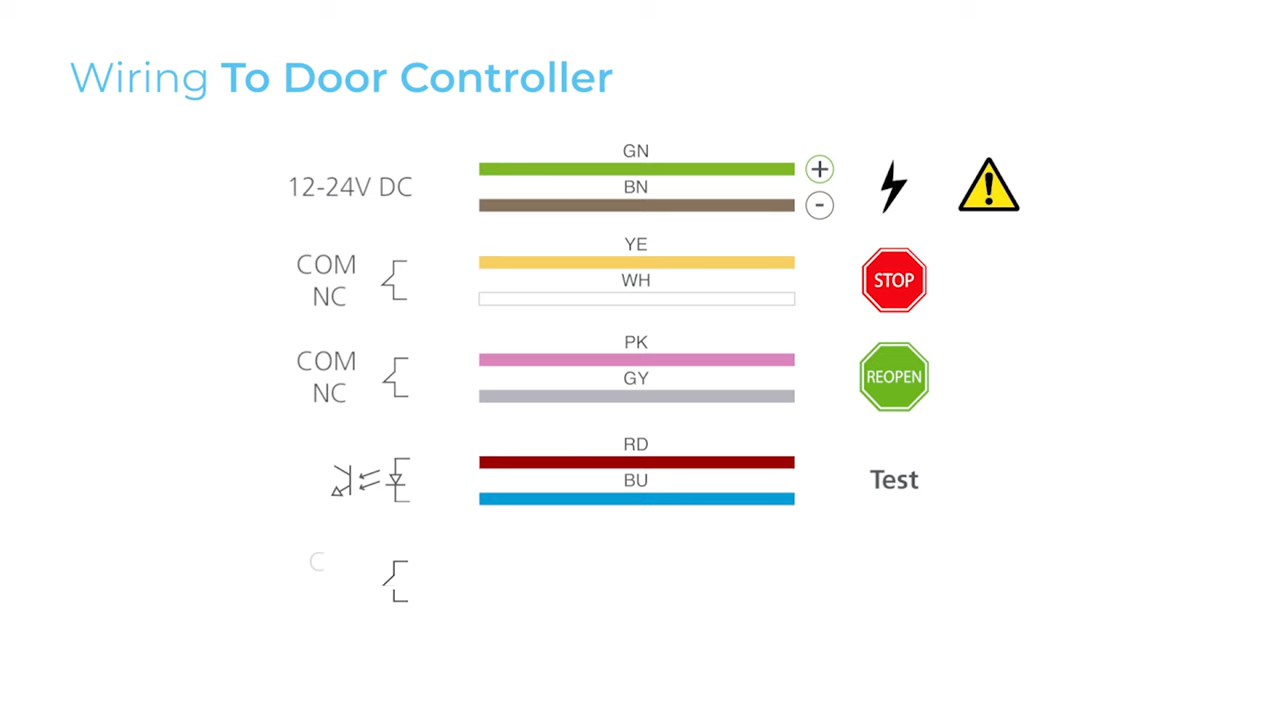 Wiring To Door Controller
GN
12-24V DC
BN
+
-
YE
COM
NC
WH
STOP
PK
COM
NC
GY
REOPEN
RD
BU
Test
C